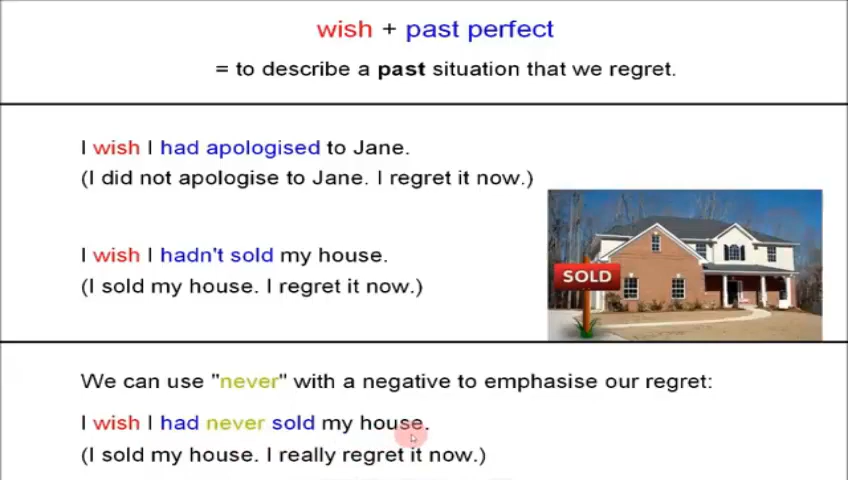 wish + past perfect
= to describe a past situation that we regret.
I wish I had apologised to Jane.
(I did not apologise to Jane. I regret it now.)
I wish I hadn't sold my house.
(I sold my house. I regret it now.)
SOLD
We can use "never" with a negative to emphasise our regret:
I wish I had never sold my house.
(I sold my house. I really regret it now.)